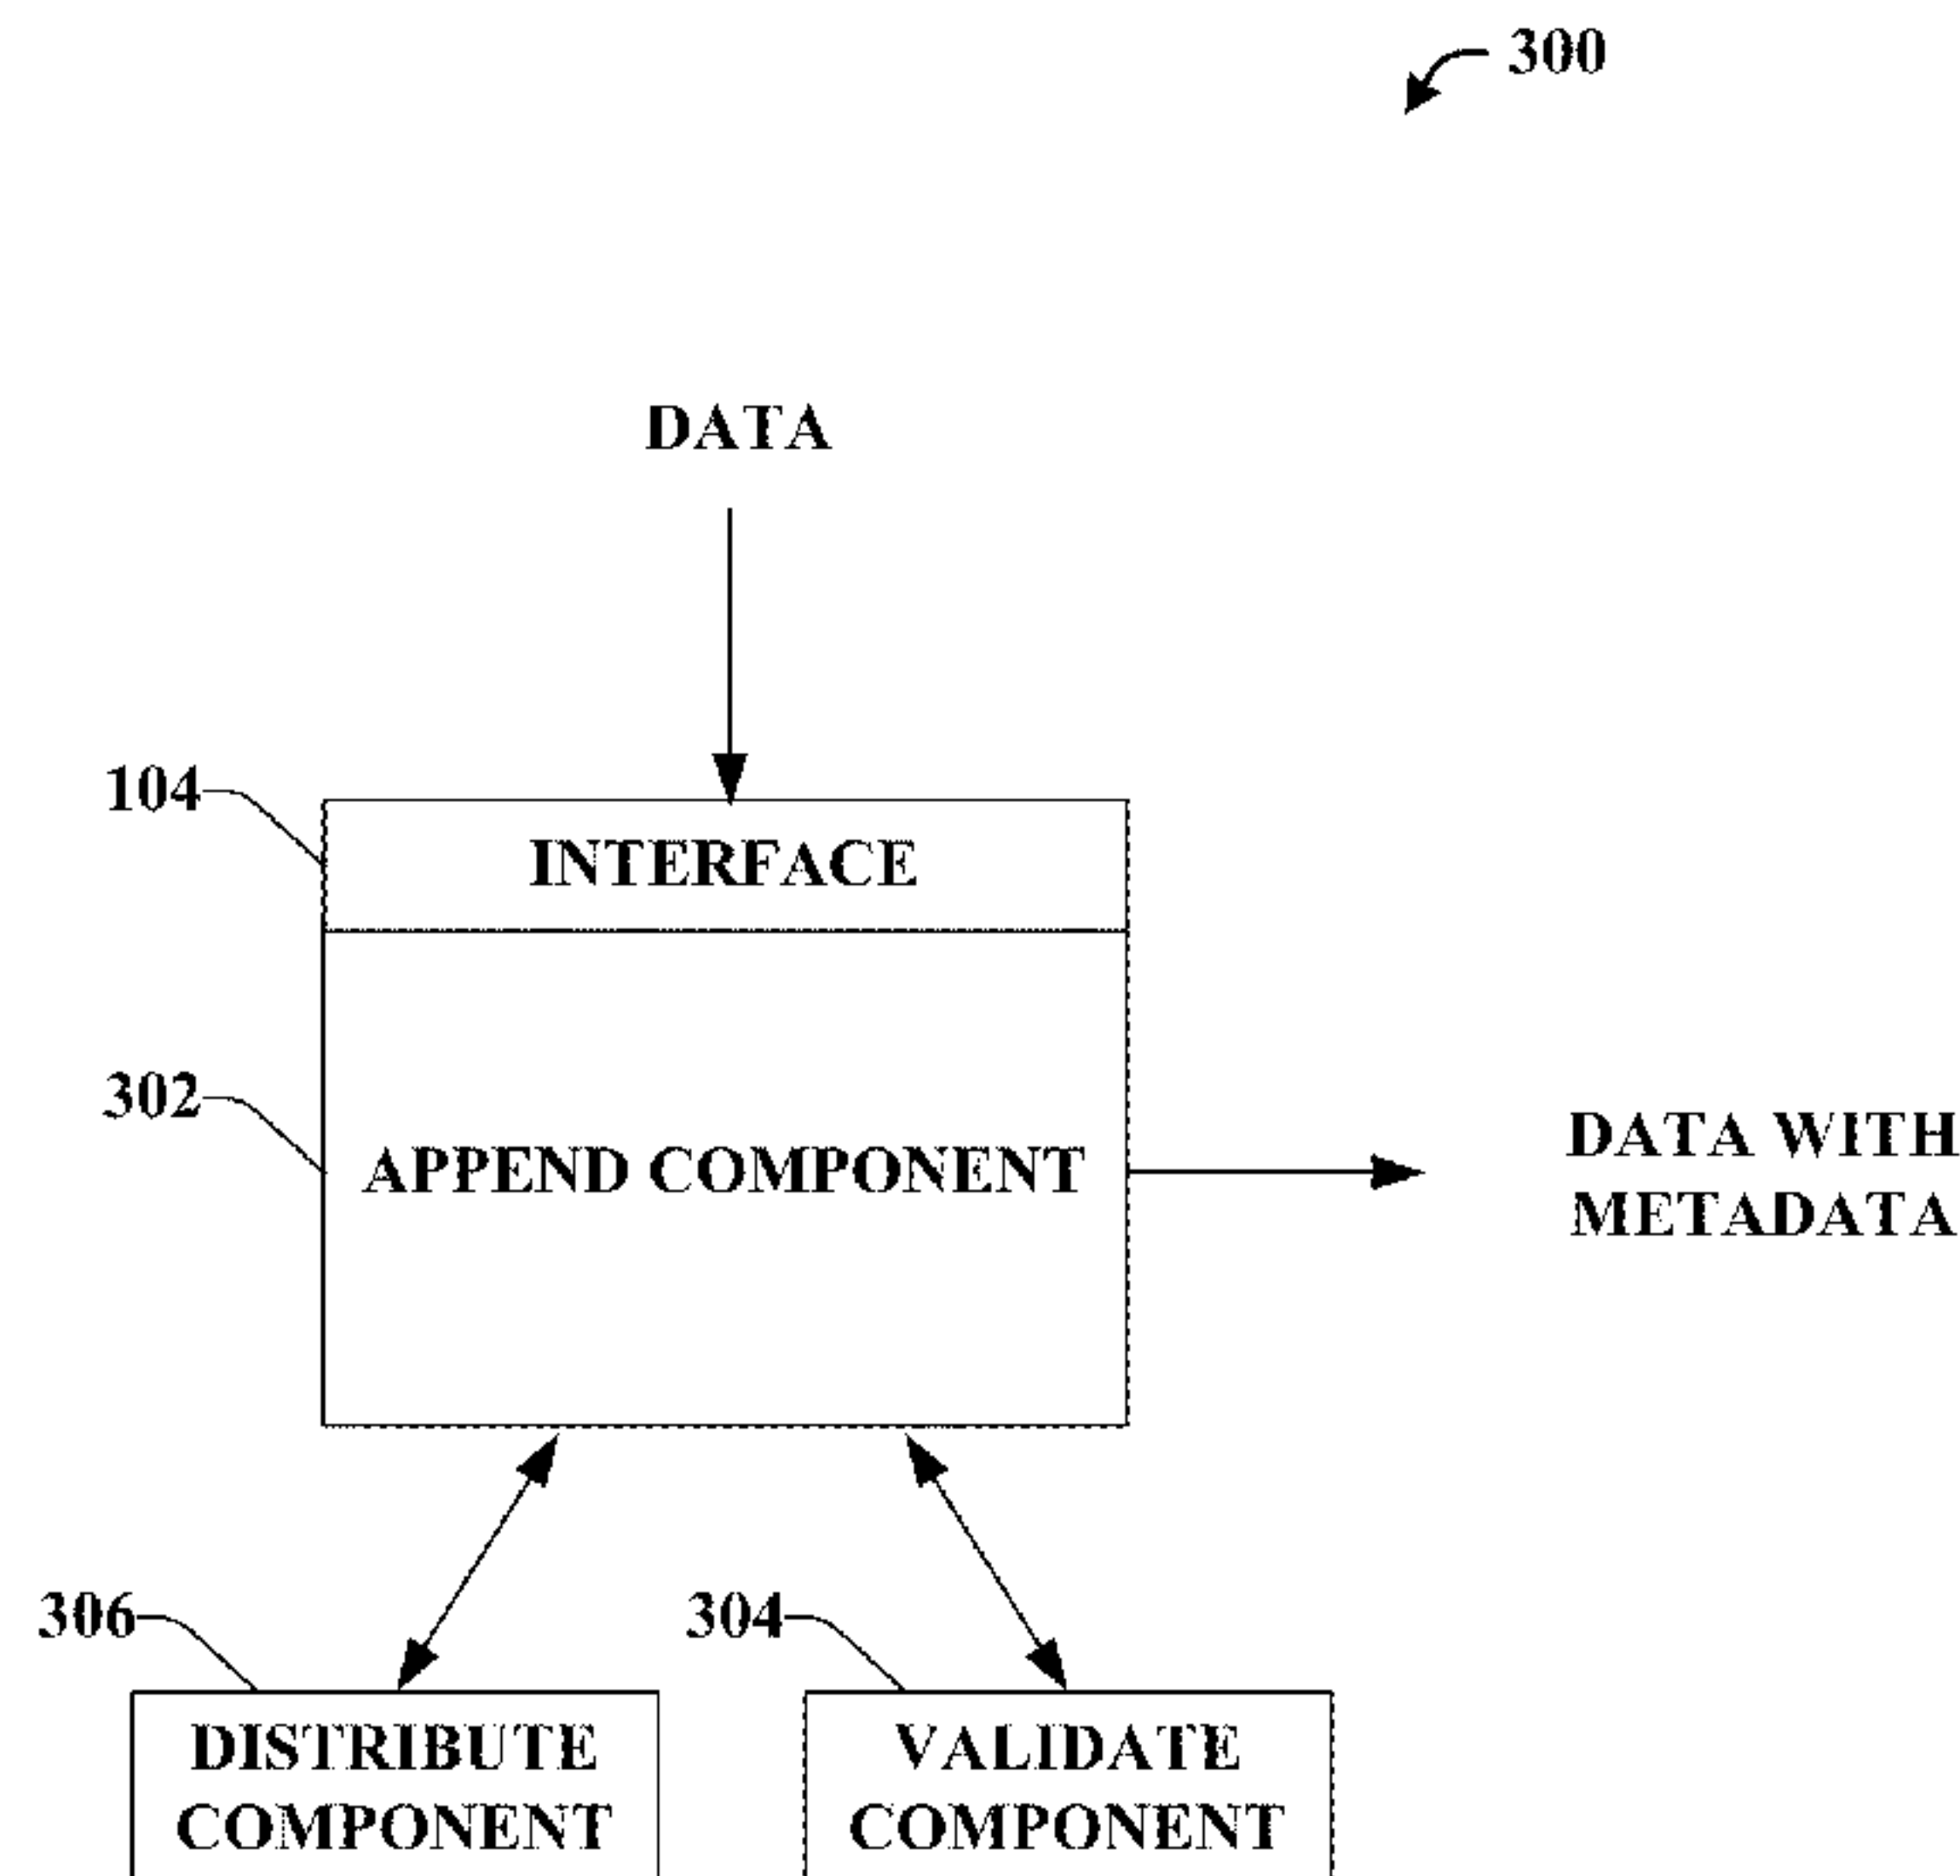 300
DATA
104
INTERFACE
302
APPEND COMPONENT
DATA WITH
METADATA
306
304
DISTRIBUTE
COMPONENT
VALIDATE
COMPONENT